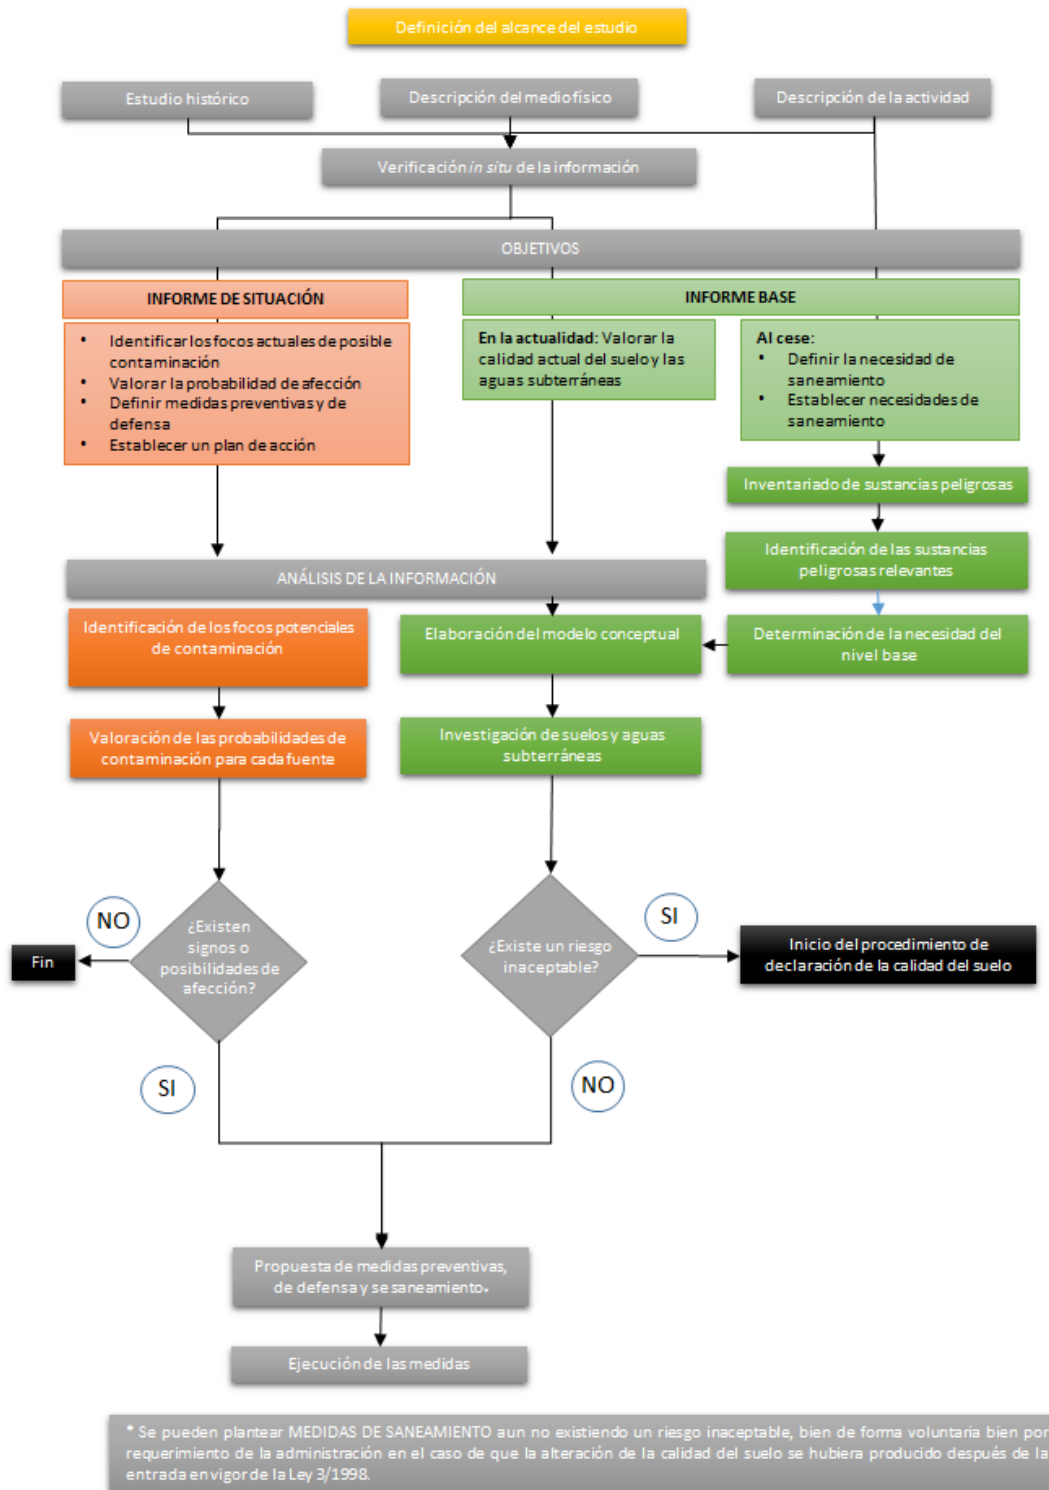 Definición del alcance del estudio
Estudio histórico
Descripción del medio físico
Descripción de la actividad
Verificación in situ de la información
OBJETIVOS
INFORME DE SITUACIÓN
• Identificar los focos actuales de posible
contaminación
• Valorar la probabilidad de afección
• Definir medidas preventivas y de
defensa
• Establecer un plan de acción
INFORME BASE
En la actualidad: Valorar la
calidad actual del suelo y las
aguas subterráneas
Al cese:
• Definir la necesidad de
saneamiento
• Establecer necesidades de
saneamiento
Inventariado de sustancias peligrosas
Identificación de las sustancias
peligrosas relevantes
ANÁLISIS DE LA INFORMACIÓN
Identificación de los focos potenciales
de contaminación
Elaboración del modelo conceptual
Determinación de la necesidad del
nivel base
Valoración de las probabilidades de
contaminación para cada fuente
Investigación de suelos y aguas
subterráneas
NO
¿Existen
signos o
posibilidades de
afección?
Fin
¿Existe un riesgo
inaceptable?
SI
Inicio del procedimiento de
declaración de la calidad del suelo
SI
NO
Propuesta de medidas preventivas,
de defensa y se saneamiento*
Ejecución de las medidas
* Se pueden plantear MEDIDAS DE SANEAMIENTO aun no existiendo un riesgo inaceptable, bien de forma voluntaria bien por
requerimiento de la administración en el caso de que la alteración de la calidad del suelo se hubiera producido después de la
entrada en vigor de la Ley 3/1998.